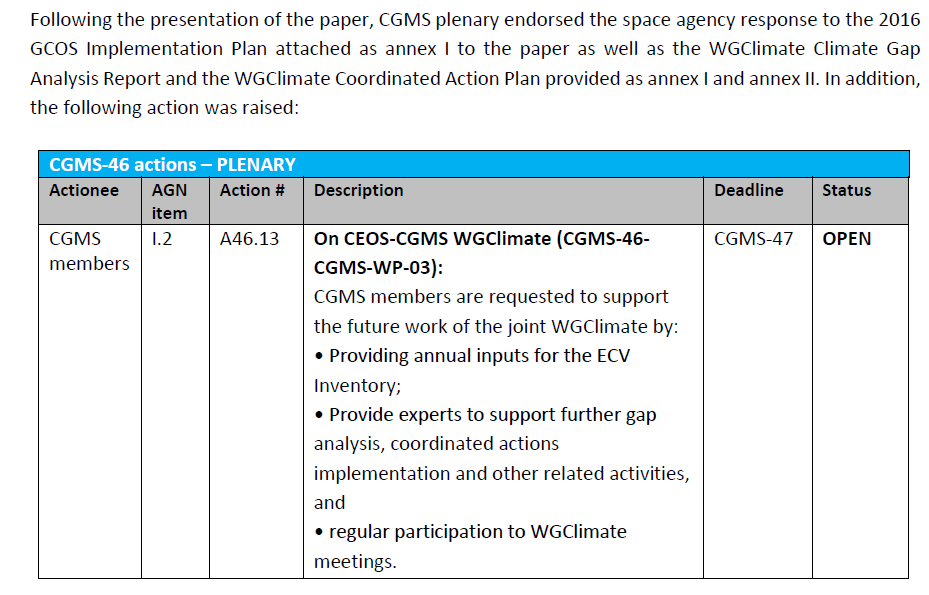 Following the presentation of the paper, CGMS plenary endorsed the space agency response to the 2016
GCOS Implementation Plan attached as annex I to the paper as well as the WGClimate Climate Gap
Analysis Report and the WGClimate Coordinated Action Plan provided as annex I and annex II. In addition,
the following action was raised:
CGMS-46 actions – PLENARY
Actionee AGN item Action # Description Deadline Status
CGMS members I.2 A46.13 On CEOS-CGMS WGClimate (CGMS-46- CGMS-47 OPEN
CGMS-WP-03):
CGMS members are requested to support
the future work of the joint WGClimate by:
• Providing annual inputs for the ECV
Inventory;
• Provide experts to support further gap
analysis, coordinated actions
implementation and other related activities,
and
• regular participation to WGClimate
meetings.